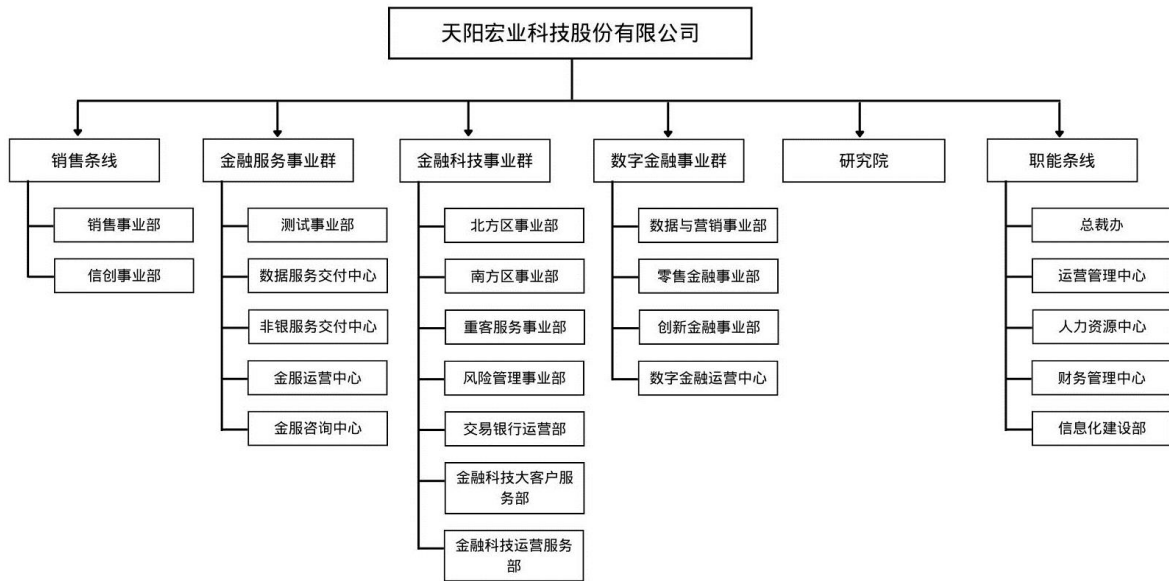 天阳宏业科技股份有限公司
销售条线
销售事业部
信创事业部
金融服务事业群
测试事业部
数据服务交付中心
非银服务交付中心
金服运营中心
金服咨询中心
金融科技事业群
北方区事业部
南方区事业部
重客服务事业部
风险管理事业部
交易银行运营部
金融科技大客户服
务部
金融科技运营服务
部
数字金融事业群
数据与营销事业部
零售金融事业部
创新金融事业部
数字金融运营中心
研究院
职能条线
总裁办
运营管理中心
人力资源中心
财务管理中心
信息化建设部